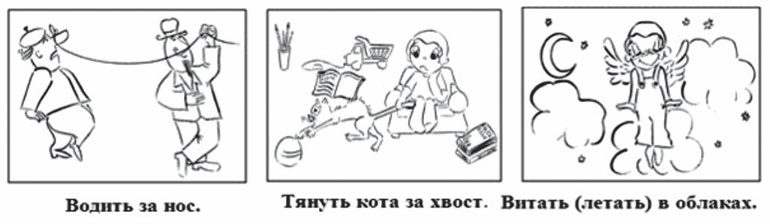 Водить за нос.
Тянуть кота за хвост.
Витать (летать) в облаках.